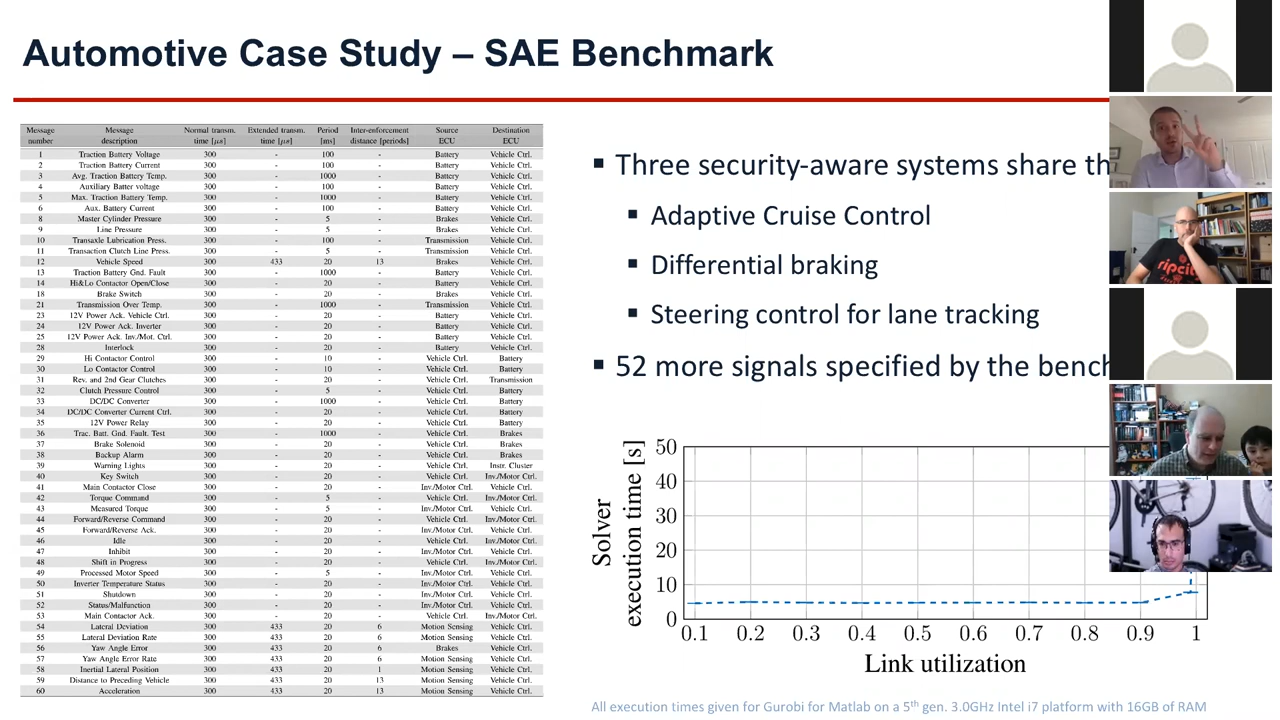 Automotive Case Study – SAE Benchmark
Message number Message description Normal transm. time [μs] Extended transm. time [μs] Period [ms] Inter-enforcement distance [periods] Source ECU Destination ECU
1 Traction Battery Voltage 300 - 100 - Battery Vehicle Ctrl.
2 Traction Battery Current 300 - 100 - Battery Vehicle Ctrl.
3 Avg. Traction Battery Temp. 300 - 1000 - Battery Vehicle Ctrl.
4 Auxiliary Batter voltage 300 - 100 - Battery Vehicle Ctrl.
5 Max. Traction Battery Temp. 300 - 1000 - Battery Vehicle Ctrl.
6 Aux. Battery Current 300 - 100 - Battery Vehicle Ctrl.
8 Master Cylinder Pressure 300 - 5 - Brakes Vehicle Ctrl.
9 Line Pressure 300 - 5 - Brakes Vehicle Ctrl.
10 Transaxle Lubrication Press. 300 - 100 - Transmission Vehicle Ctrl.
11 Transaction Clutch Line Press. 300 - 5 - Transmission Vehicle Ctrl.
12 Vehicle Speed 300 433 20 13 Brakes Vehicle Ctrl.
13 Traction Battery Gnd. Fault 300 - 1000 - Battery Vehicle Ctrl.
14 Hi&Lo Contactor Open/Close 300 - 20 - Battery Vehicle Ctrl.
18 Brake Switch 300 - 20 - Brakes Vehicle Ctrl.
21 Transmission Over Temp. 300 - 1000 - Transmission Vehicle Ctrl.
23 12V Power Ack. Vehicle Ctrl. 300 - 20 - Battery Vehicle Ctrl.
24 12V Power Ack. Inverter 300 - 20 - Battery Vehicle Ctrl.
25 12V Power Ack. Inv./Mot. Ctrl. 300 - 20 - Battery Vehicle Ctrl.
28 Interlock 300 - 20 - Battery Vehicle Ctrl.
29 Hi Contactor Control 300 - 10 - Vehicle Ctrl. Battery
30 Lo Contactor Control 300 - 10 - Vehicle Ctrl. Battery
31 Rev. and 2nd Gear Clutches 300 - 20 - Vehicle Ctrl. Transmission
32 Clutch Pressure Control 300 - 5 - Vehicle Ctrl. Battery
33 DC/DC Converter 300 - 1000 - Vehicle Ctrl. Battery
34 DC/DC Converter Current Ctrl. 300 - 20 - Vehicle Ctrl. Battery
35 12V Power Relay 300 - 20 - Vehicle Ctrl. Battery
36 Trac. Batt. Gnd. Fault. Test 300 - 1000 - Vehicle Ctrl. Brakes
37 Brake Solenoid 300 - 20 - Vehicle Ctrl. Brakes
38 Backup Alarm 300 - 20 - Vehicle Ctrl. Brakes
39 Warning Lights 300 - 20 - Vehicle Ctrl. Instr. Cluster
40 Key Switch 300 - 20 - Vehicle Ctrl. Inv./Motor Ctrl.
41 Main Contactor Close 300 - 20 - Inv./Motor Ctrl. Vehicle Ctrl.
42 Torque Command 300 - 5 - Vehicle Ctrl. Inv./Motor Ctrl.
43 Measured Torque 300 - 5 - Inv./Motor Ctrl. Vehicle Ctrl.
44 Forward/Reverse Command 300 - 20 - Vehicle Ctrl. Inv./Motor Ctrl.
45 Forward/Reverse Ack. 300 - 20 - Inv./Motor Ctrl. Vehicle Ctrl.
46 Idle 300 - 20 - Vehicle Ctrl. Inv./Motor Ctrl.
47 Inhibit 300 - 20 - Inv./Motor Ctrl. Vehicle Ctrl.
48 Shift in Progress 300 - 20 - Vehicle Ctrl. Inv./Motor Ctrl.
49 Processed Motor Speed 300 - 5 - Inv./Motor Ctrl. Vehicle Ctrl.
50 Inverter Temperature Status 300 - 20 - Inv./Motor Ctrl. Vehicle Ctrl.
51 Shutdown 300 - 20 - Inv./Motor Ctrl. Vehicle Ctrl.
52 Status/Malfunction 300 - 20 - Inv./Motor Ctrl. Vehicle Ctrl.
53 Main Contactor Ack. 300 - 20 - Vehicle Ctrl. Inv./Motor Ctrl.
54 Lateral Deviation 300 433 20 6 Motion Sensing Vehicle Ctrl.
55 Lateral Deviation Rate 300 433 20 6 Motion Sensing Vehicle Ctrl.
56 Yaw Angle Error 300 433 20 6 Brakes Vehicle Ctrl.
57 Yaw Angle Error Rate 300 433 20 6 Motion Sensing Vehicle Ctrl.
58 Inertial Lateral Position 300 433 20 1 Motion Sensing Vehicle Ctrl.
59 Distance to Preceding Vehicle 300 433 20 13 Motion Sensing Vehicle Ctrl.
60 Acceleration 300 433 20 13 Motion Sensing Vehicle Ctrl.
▪ Three security-aware systems share th
▪ Adaptive Cruise Control
▪ Differential braking
▪ Steering control for lane tracking
▪ 52 more signals specified by the bench
Solver
execution time [s]
50
40
30
20
10
0
0.1 0.2 0.3 0.4 0.5 0.6 0.7 0.8 0.9 1
Link utilization
All execution times given for Gurobi for Matlab on a 5th gen. 3.0GHz Intel i7 platform with 16GB of RAM